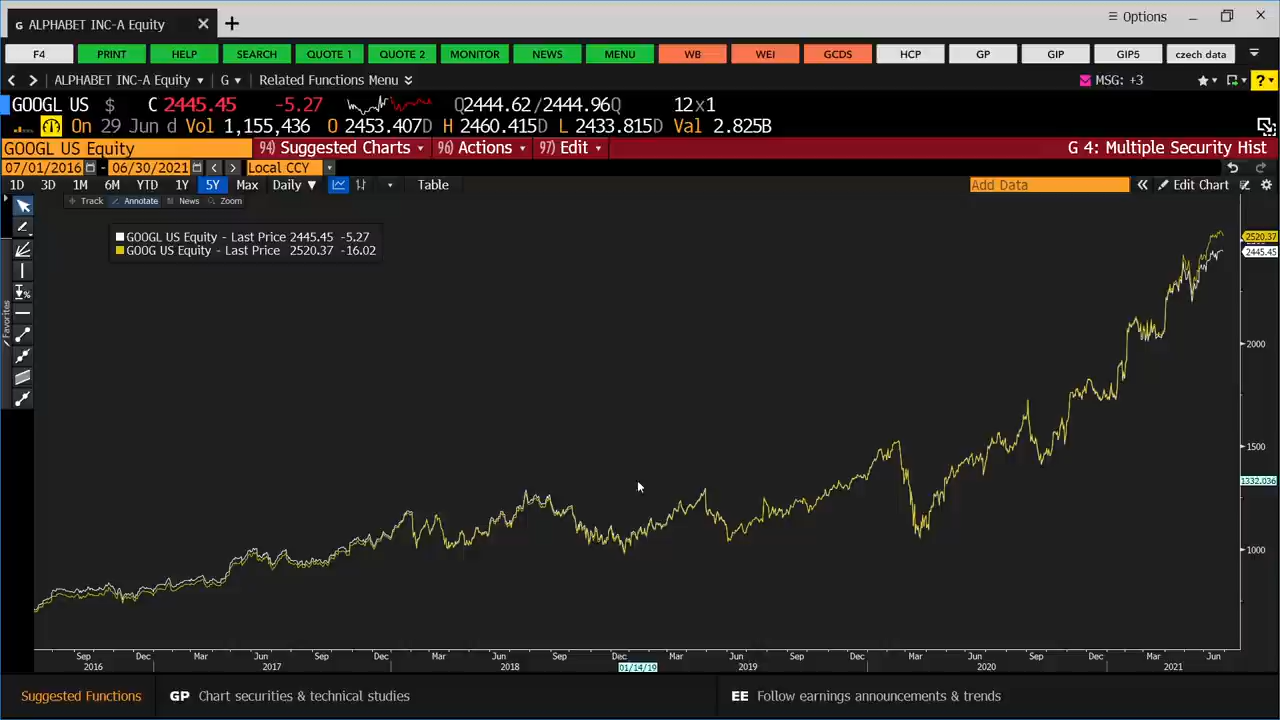 G ALPHABET INC-A Equity
Options
F4 PRINT HELP SEARCH QUOTE 1 QUOTE 2 MONITOR NEWS MENU WB WEI GCDS HCP GP GIP GIP5 czech data
ALPHABET INC-A Equity G Related Functions Menu MSG: +3 ?
GOOGL US $ C 2445.45 -5.27 Q2444.62/2444.96Q 12x1
On 29 Jun d Vol 1,155,436 O 2453.407D H 2460.415D L 2433.815D Val 2.825B
GOOGL US Equity 94) Suggested Charts 96) Actions 97) Edit G 4: Multiple Security Hist
07/01/2016 - 06/30/2021 Local CCY
1D 3D 1M 6M YTD 1Y 5Y Max Daily Table Add Data Edit Chart
Track Annotate News Zoom
GOOGL US Equity - Last Price 2445.45 -5.27
GOOG US Equity - Last Price 2520.37 -16.02
2520.37
2445.45
Favorites
2000
1500
1332.036
1000
Sep Dec Mar Jun Sep Dec Mar Jun Sep Dec Mar Jun Sep Dec Mar Jun Sep Dec Mar Jun
2016 2017 2018 01/14/19 2019 2020 2021
Suggested Functions GP Chart securities & technical studies EE Follow earnings announcements & trends